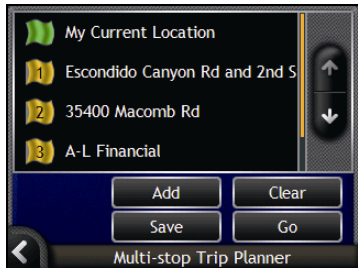 My Current Location
1 Escondido Canyon Rd and 2nd S
2 35400 Macomb Rd
3 A-L Financial
Add Clear
Save Go
Multi-stop Trip Planner